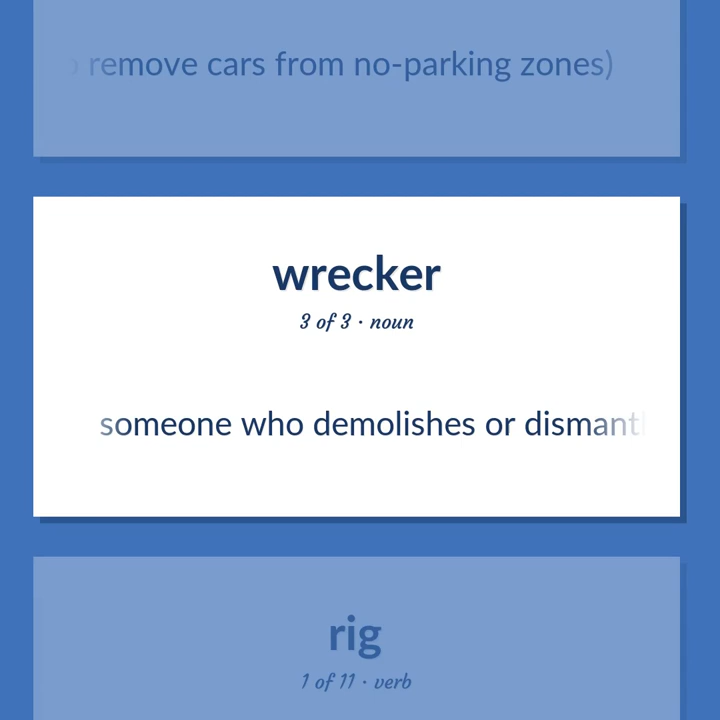 remove cars from no-parking zones)
wrecker
3 of 3 · noun
someone who demolishes or
rig
1 of 11 · verb